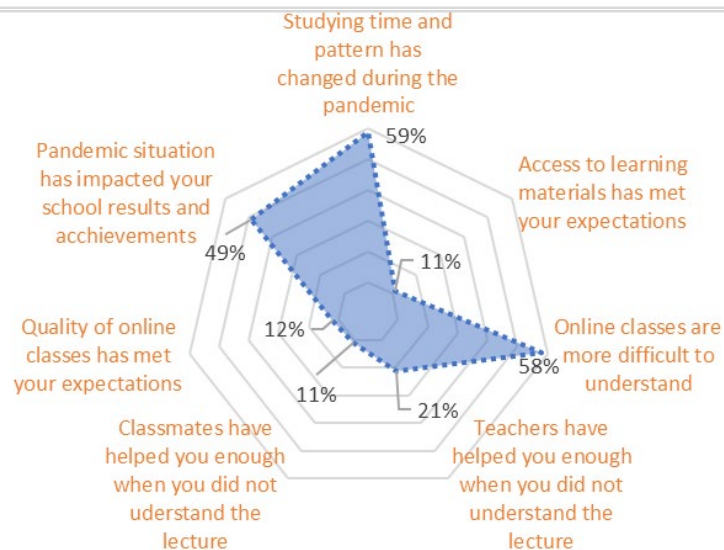 Studying time and
pattern has
changed during the
pandemic
59%
Access to learning
materials has met
your expectations
11%
Online classes are
more difficult to
understand
58%
Teachers have
helped you enough
when you did not
understand the
lecture
21%
Classmates have
helped you enough
when you did not
uderstand the
lecture
11%
Quality of online
classes has met
your expectations
12%
Pandemic situation
has impacted your
school results and
acchievements
49%